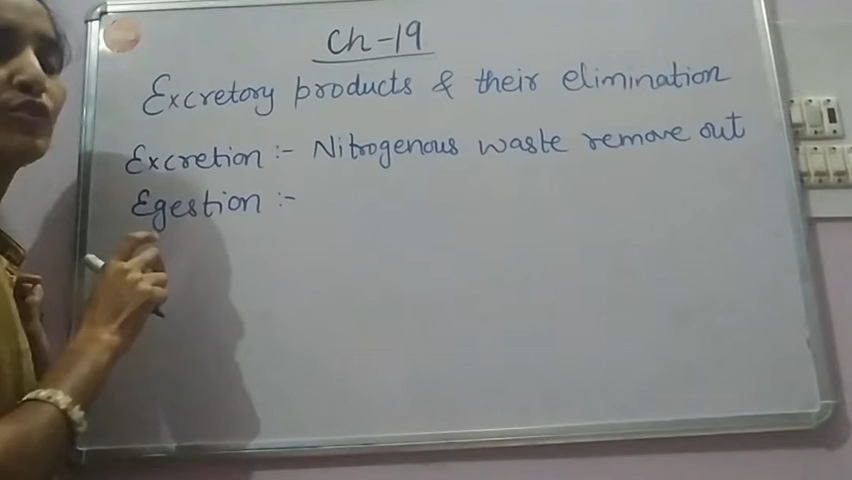 Ch-19
Excretory products & their elimination
Excretion :- Nitrogenous waste remove out
Egestion :-